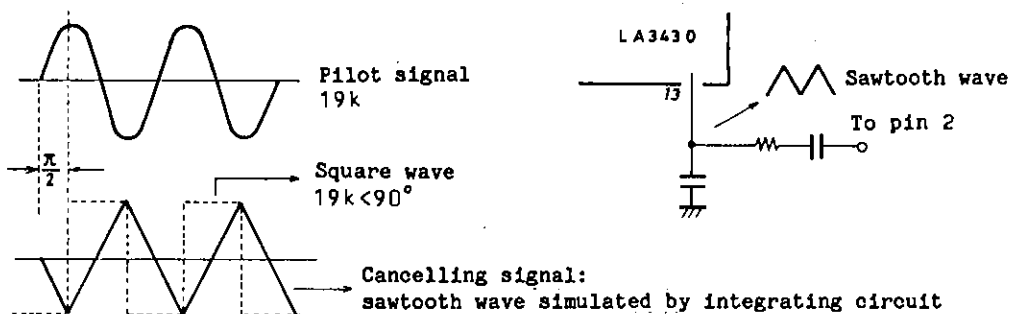 Pilot signal
19k
π/2
Square wave
19k<90°
Cancelling signal:
sawtooth wave simulated by integrating circuit
LA3430
13
Sawtooth wave
To pin 2